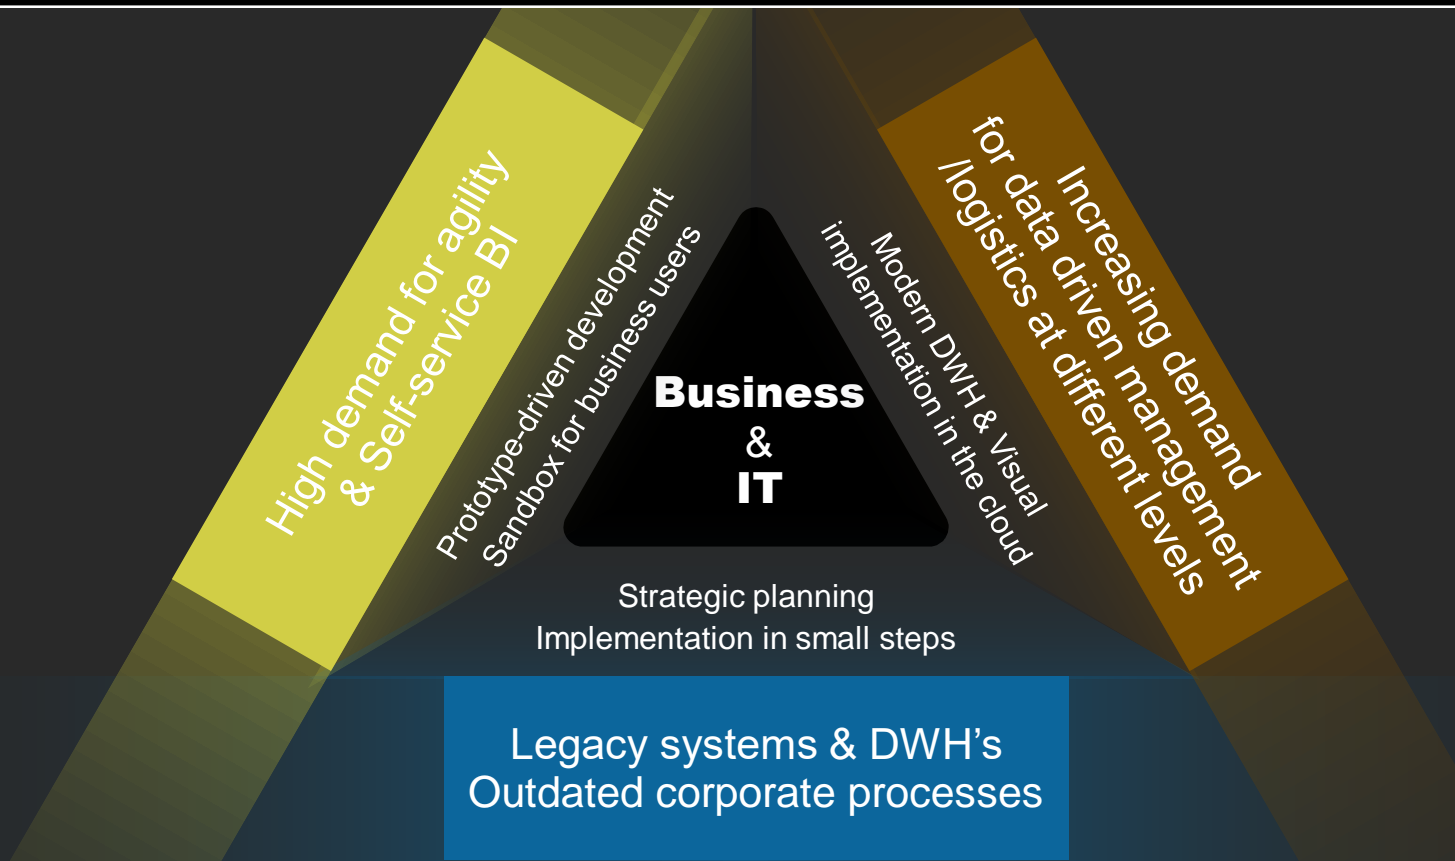 High demand for agility
& Self-service BI
Prototype-driven development
Sandbox for business users
Business
&
IT
Modern DWH & Visual
implementation in the cloud
Increasing demand
for data driven management
/logistics at different levels
Strategic planning
Implementation in small steps
Legacy systems & DWH’s
Outdated corporate processes